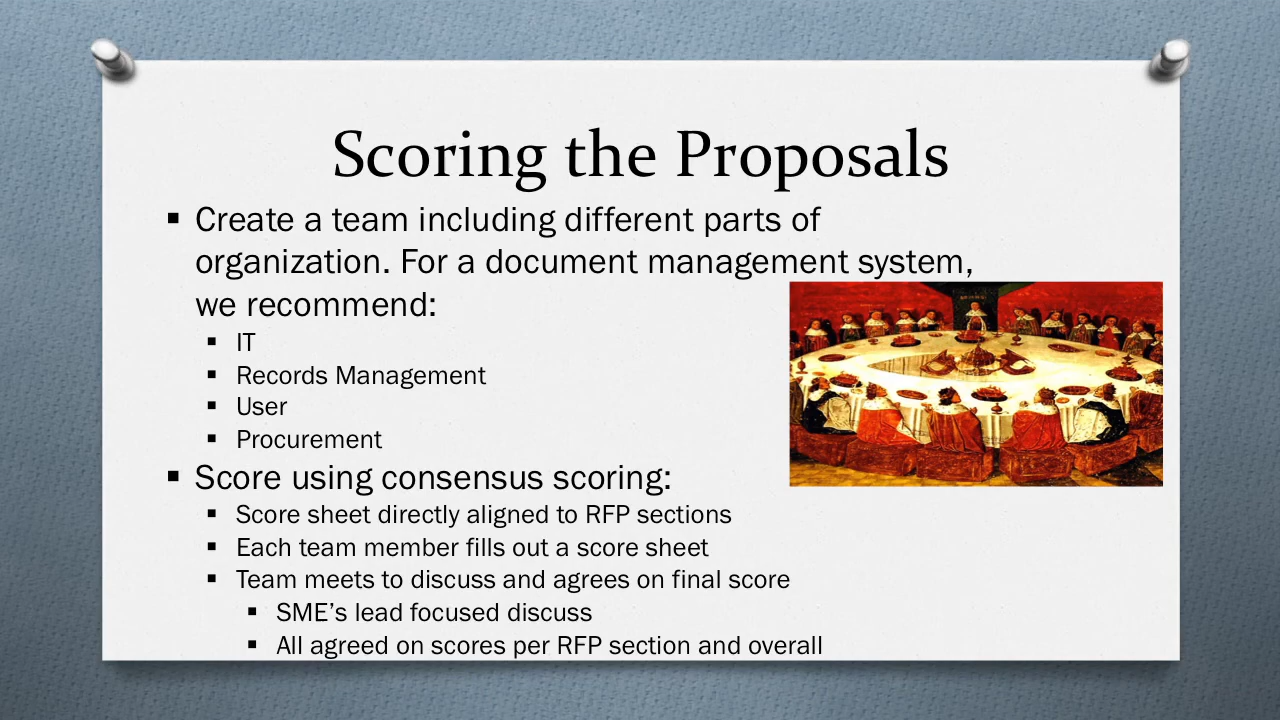 Scoring the Proposals
▪ Create a team including different parts of
organization. For a document management system,
we recommend:
▪ IT
▪ Records Management
▪ User
▪ Procurement
▪ Score using consensus scoring:
▪ Score sheet directly aligned to RFP sections
▪ Each team member fills out a score sheet
▪ Team meets to discuss and agrees on final score
▪ SME’s lead focused discuss
▪ All agreed on scores per RFP section and overall